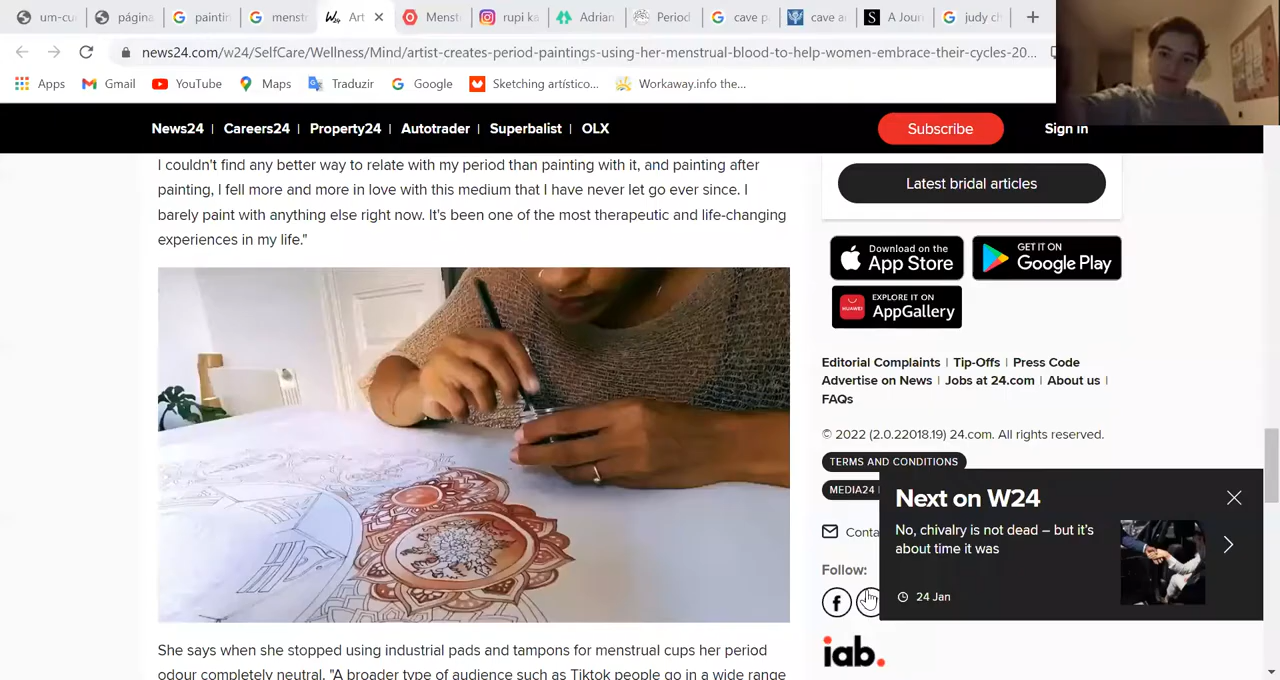 um-cu
página
paintin
menstr
Art
Menst
rupi ka
Adrian
Period
cave p
cave a
A Jour
judy ch
news24.com/w24/SelfCare/Wellness/Mind/artist-creates-period-paintings-using-her-menstrual-blood-to-help-women-embrace-their-cycles-20...
Apps
Gmail
YouTube
Maps
Traduzir
Google
Sketching artístico...
Workaway.info the...
News24 | Careers24 | Property24 | Autotrader | Superbalist | OLX
Subscribe
Sign in
I couldn't find any better way to relate with my period than painting with it, and painting after
painting, I fell more and more in love with this medium that I have never let go ever since. I
barely paint with anything else right now. It's been one of the most therapeutic and life-changing
experiences in my life."
She says when she stopped using industrial pads and tampons for menstrual cups her period
odour completely neutral. "A broader type of audience such as Tiktok people go in a wide range
Latest bridal articles
Download on the
App Store
GET IT ON
Google Play
HUAWEI
EXPLORE IT ON
AppGallery
Editorial Complaints | Tip-Offs | Press Code
Advertise on News | Jobs at 24.com | About us |
FAQs
© 2022 (2.0.22018.19) 24.com. All rights reserved.
TERMS AND CONDITIONS
MEDIA24
Conta
Follow:
iab.
Next on W24
No, chivalry is not dead – but it's
about time it was
24 Jan